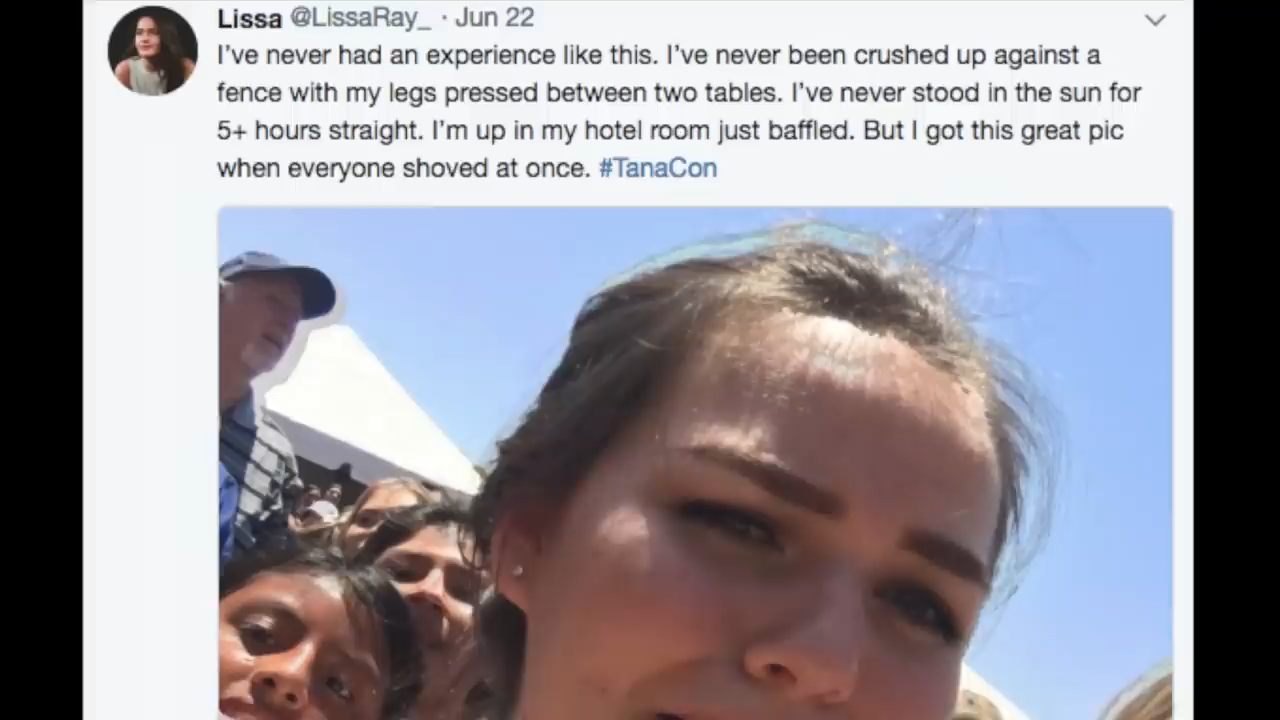 Lissa @LissaRay_ · Jun 22
I’ve never had an experience like this. I’ve never been crushed up against a
fence with my legs pressed between two tables. I’ve never stood in the sun for
5+ hours straight. I’m up in my hotel room just baffled. But I got this great pic
when everyone shoved at once. #TanaCon